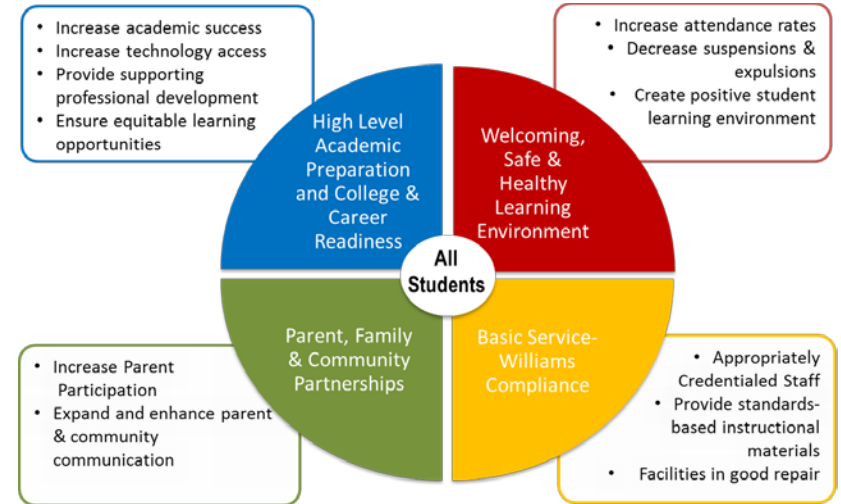 • Increase academic success
• Increase technology access
• Provide supporting
professional development
• Ensure equitable learning
opportunities
• Increase attendance rates
• Decrease suspensions &
expulsions
• Create positive student
learning environment
High Level
Academic
Preparation
and College &
Career
Readiness
Welcoming,
Safe &
Healthy
Learning
Environment
All
Students
Parent, Family
& Community
Partnerships
Basic Service-
Williams
Compliance
• Increase Parent
Participation
• Expand and enhance parent
& community
communication
• Appropriately
Credentialed Staff
• Provide standards-
based instructional
materials
• Facilities in good repair